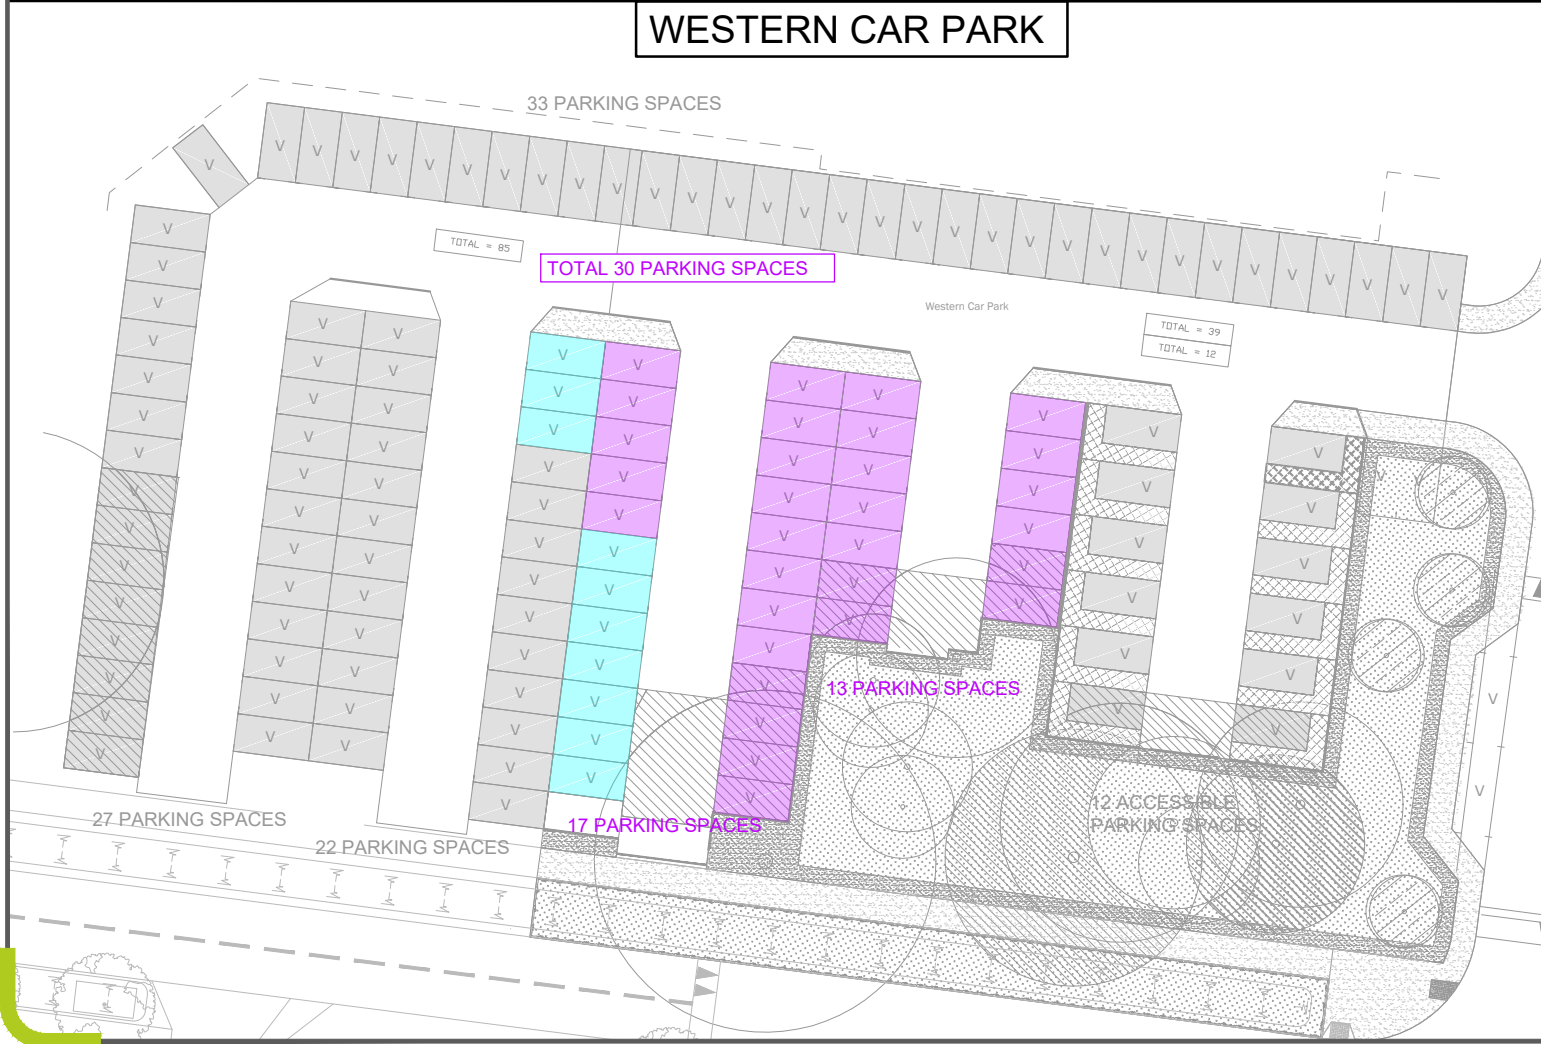 WESTERN CAR PARK
33 PARKING SPACES
TOTAL = 85
TOTAL 30 PARKING SPACES
Western Car Park
TOTAL = 39
TOTAL = 12
13 PARKING SPACES
12 ACCESSIBLE
PARKING SPACES
27 PARKING SPACES
17 PARKING SPACES
22 PARKING SPACES